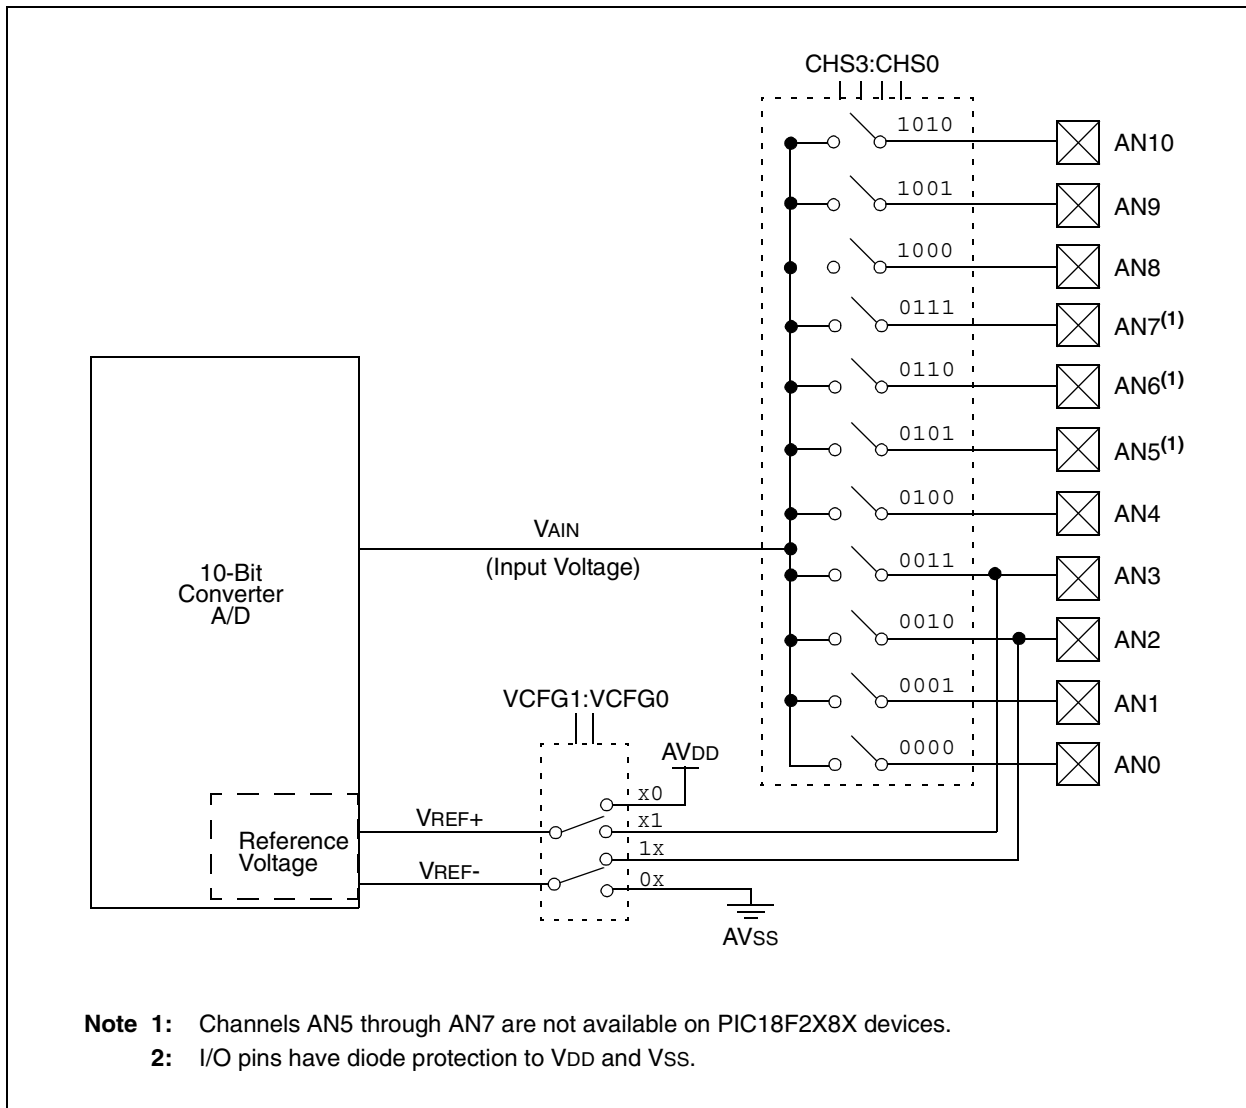 CHS3:CHS0
1010
AN10
1001
AN9
1000
AN8
0111
AN7(1)
0110
AN6(1)
0101
AN5(1)
0100
AN4
VAIN
(Input Voltage)
0011
AN3
10-Bit
Converter
A/D
0010
AN2
0001
AN1
VCFG1:VCFG0
0000
AN0
AVDD
x0
VREF+
x1
Reference
Voltage
1x
VREF-
0x
AVSS
Note 1: Channels AN5 through AN7 are not available on PIC18F2X8X devices.
2: I/O pins have diode protection to VDD and VSS.